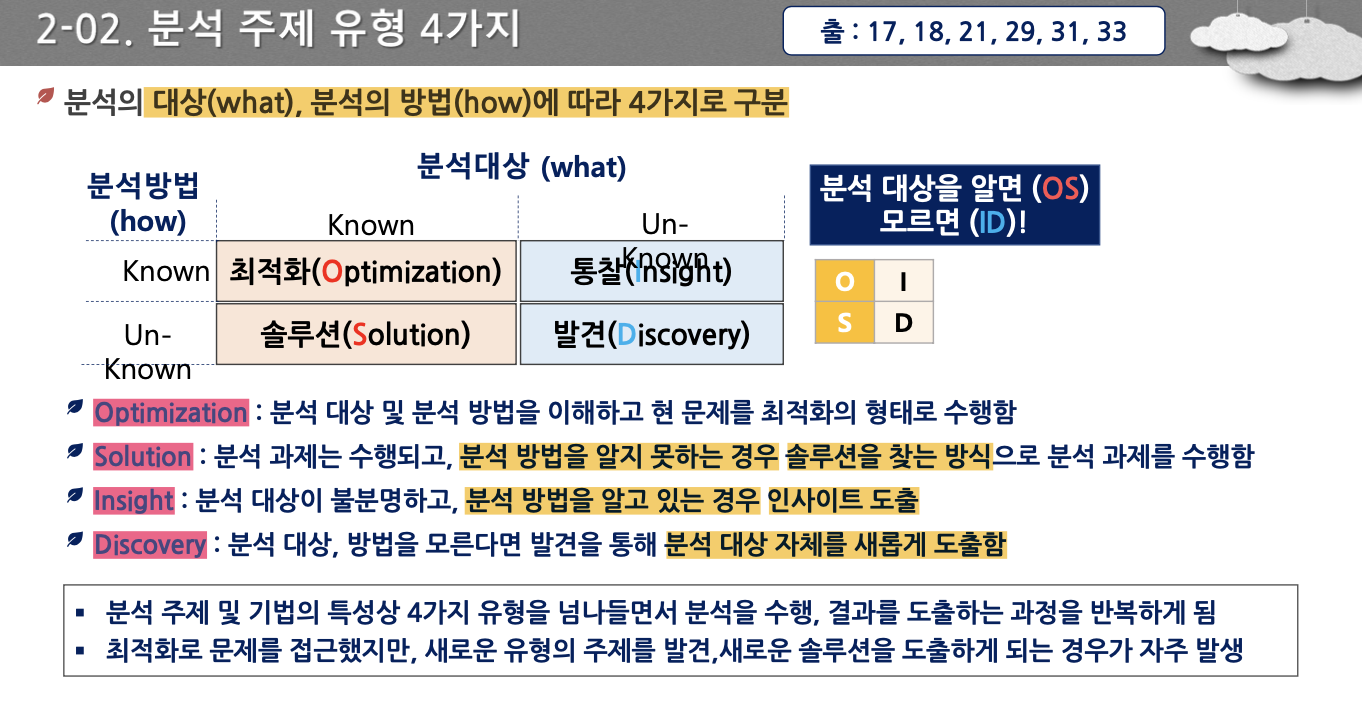 2-02. 분석 주제 유형 4가지
출 : 17, 18, 21, 29, 31, 33
분석의 대상(what), 분석의 방법(how)에 따라 4가지로 구분
분석대상 (what)
분석방법
(how)
Known
Un-
Known
Known
최적화(Optimization)
통찰(Insight)
Un-
Known
솔루션(Solution)
발견(Discovery)
분석 대상을 알면 (OS)
모르면 (ID)!
O I
S D
Optimization : 분석 대상 및 분석 방법을 이해하고 현 문제를 최적화의 형태로 수행함
Solution : 분석 과제는 수행되고, 분석 방법을 알지 못하는 경우 솔루션을 찾는 방식으로 분석 과제를 수행함
Insight : 분석 대상이 불분명하고, 분석 방법을 알고 있는 경우 인사이트 도출
Discovery : 분석 대상, 방법을 모른다면 발견을 통해 분석 대상 자체를 새롭게 도출함
▪ 분석 주제 및 기법의 특성상 4가지 유형을 넘나들면서 분석을 수행, 결과를 도출하는 과정을 반복하게 됨
▪ 최적화로 문제를 접근했지만, 새로운 유형의 주제를 발견,새로운 솔루션을 도출하게 되는 경우가 자주 발생